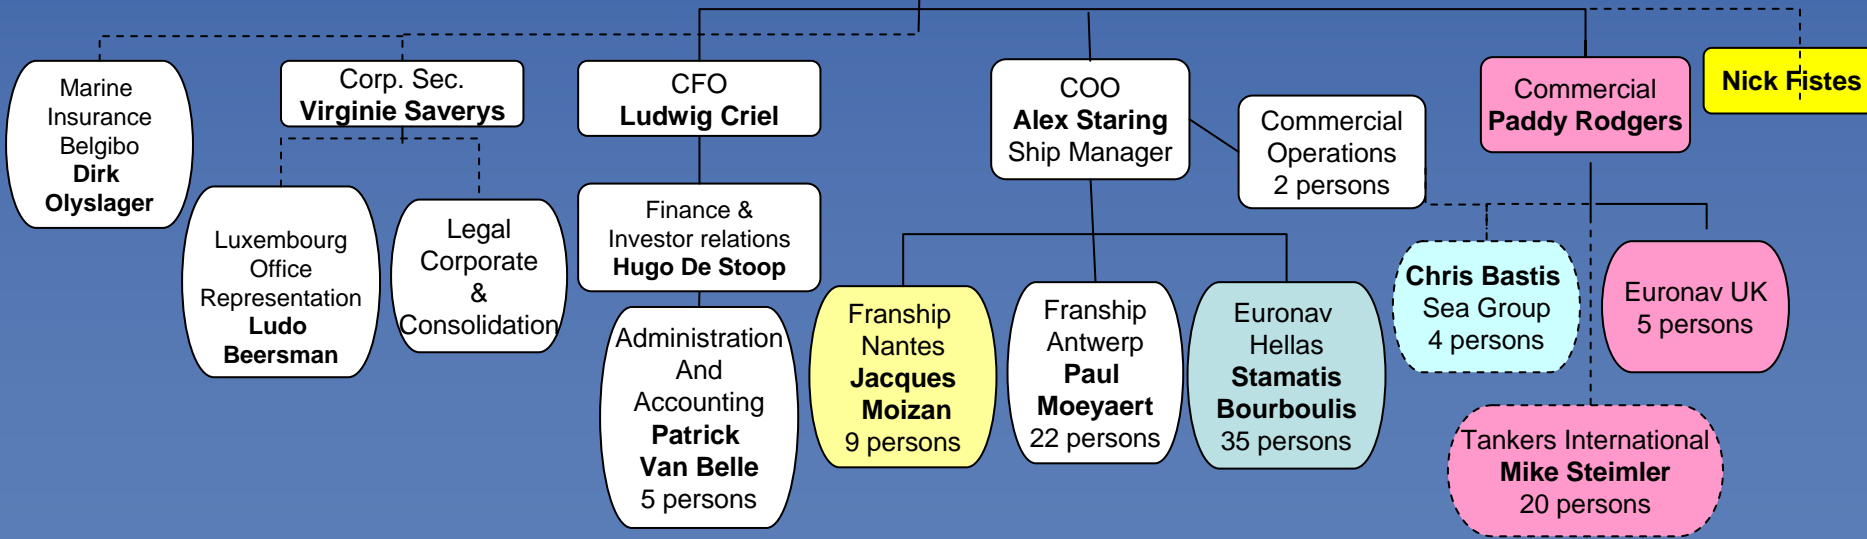 Marine
Insurance
Belgibo
Dirk
Olyslager
Corp. Sec.
Virginie Saverys
CFO
Ludwig Criel
COO
Alex Staring
Ship Manager
Commercial
Operations
2 persons
Commercial
Paddy Rodgers
Nick Fistes
Luxembourg
Office
Representation
Ludo
Beersman
Legal
Corporate
&
Consolidation
Finance &
Investor relations
Hugo De Stoop
Administration
And
Accounting
Patrick
Van Belle
5 persons
Franship
Nantes
Jacques
Moizan
9 persons
Franship
Antwerp
Paul
Moeyaert
22 persons
Euronav
Hellas
Stamatis
Bourboulis
35 persons
Chris Bastis
Sea Group
4 persons
Euronav UK
5 persons
Tankers International
Mike Steimler
20 persons